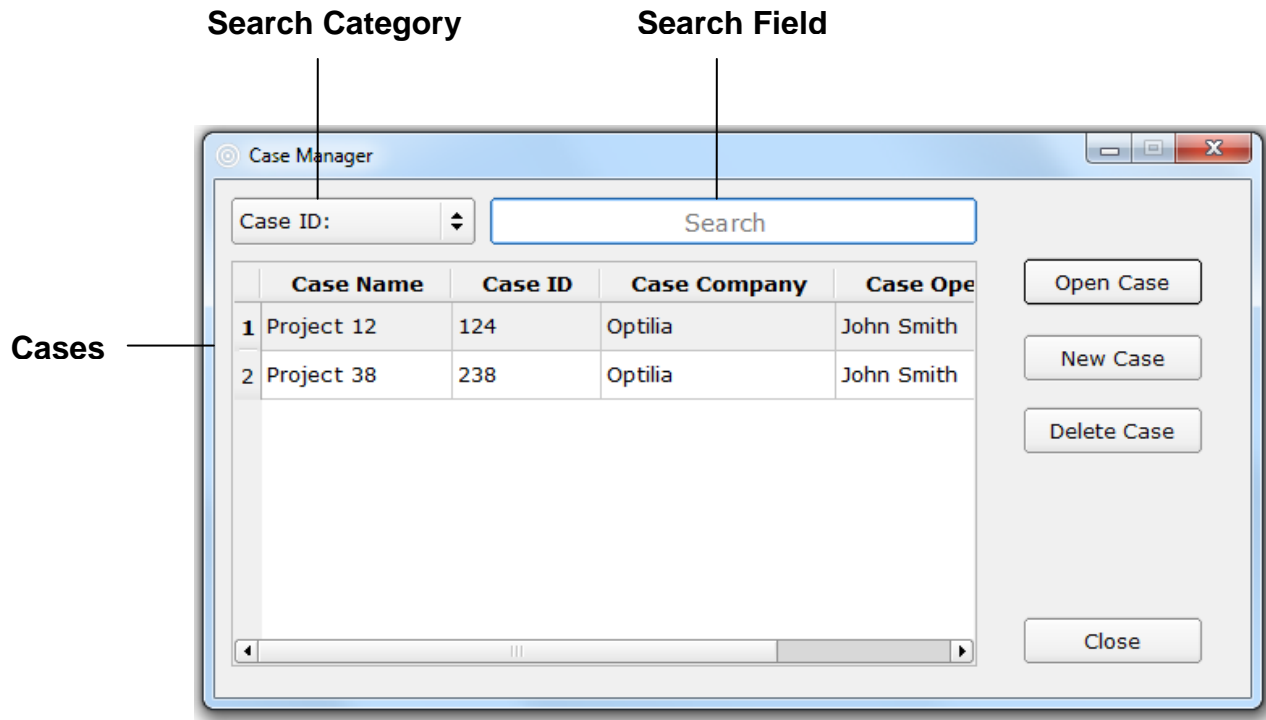 Search Category Search Field
Case Manager
Case ID: Search
Case Name Case ID Case Company Case Ope
1 Project 12 124 Optilia John Smith
2 Project 38 238 Optilia John Smith
Cases
Open Case
New Case
Delete Case
Close